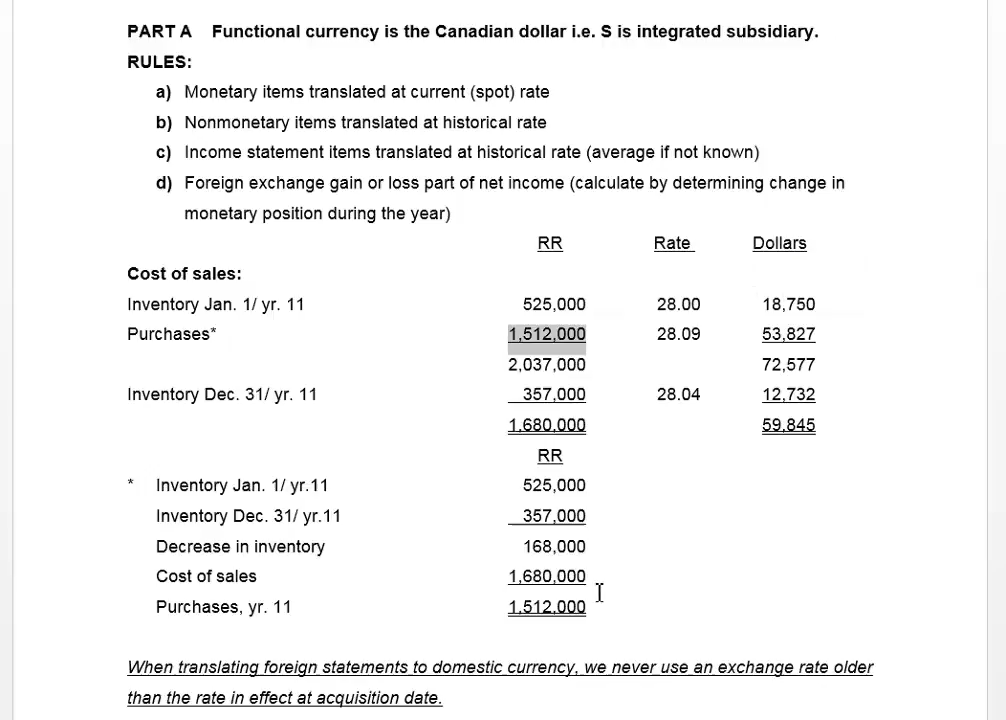 PART A Functional currency is the Canadian dollar i.e. S is integrated subsidiary.
RULES:
a) Monetary items translated at current (spot) rate
b) Nonmonetary items translated at historical rate
c) Income statement items translated at historical rate (average if not known)
d) Foreign exchange gain or loss part of net income (calculate by determining change in
monetary position during the year)
RR Rate Dollars
Cost of sales:
Inventory Jan. 1/ yr. 11 525,000 28.00 18,750
Purchases* 1,512,000 28.09 53,827
2,037,000 72,577
Inventory Dec. 31/ yr. 11 357,000 28.04 12,732
1,680,000 59,845
RR
* Inventory Jan. 1/ yr.11 525,000
Inventory Dec. 31/ yr.11 357,000
Decrease in inventory 168,000
Cost of sales 1,680,000
Purchases, yr. 11 1,512,000
When translating foreign statements to domestic currency, we never use an exchange rate older
than the rate in effect at acquisition date.